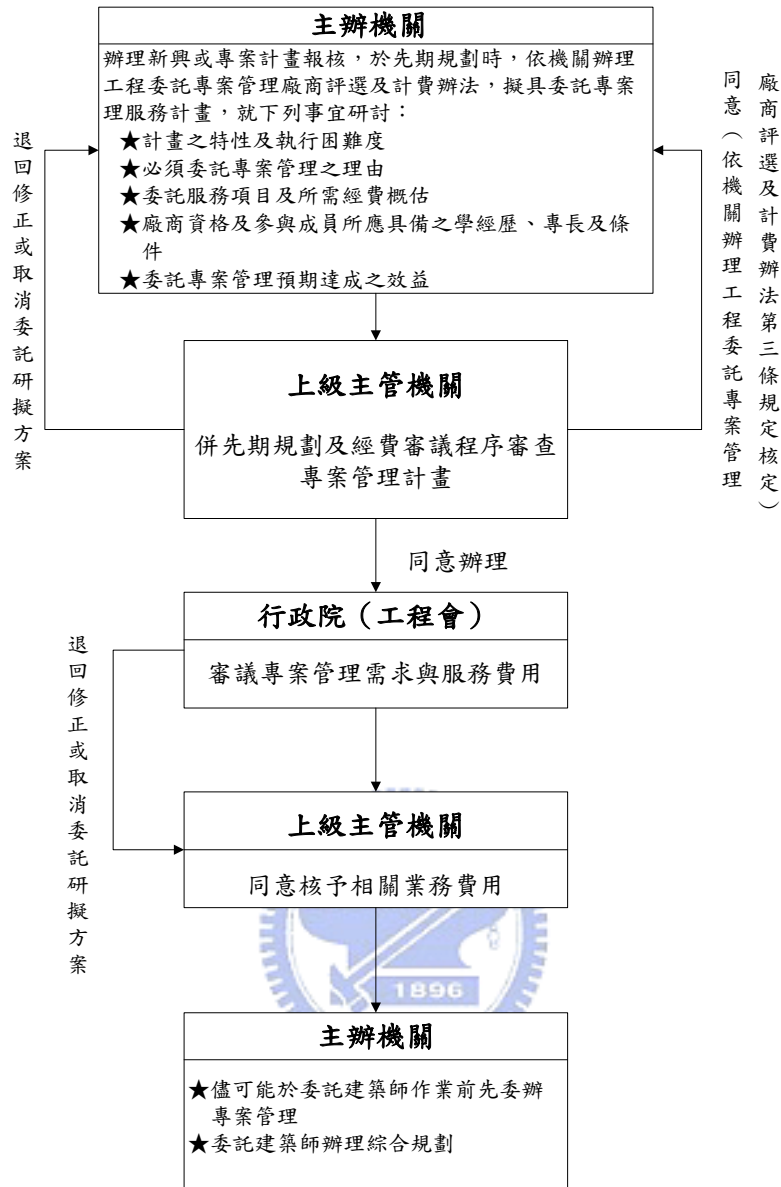 主辦機關
辦理新興或專案計畫報核，於先期規劃時，依機關辦理
工程委託專案管理廠商評選及計費辦法，擬具委託專案
理服務計畫，就下列事宜研討：
★計畫之特性及執行困難度
★必須委託專案管理之理由
★委託服務項目及所需經費概估
★廠商資格及參與成員所應具備之學經歷、專長及條
件
★委託專案管理預期達成之效益
退回修正或取消委託研擬方案
廠商評選及計費辦法第三條規定核定）
同意（依機關辦理工程委託專案管理
上級主管機關
併先期規劃及經費審議程序審查
專案管理計畫
同意辦理
行政院（工程會）
審議專案管理需求與服務費用
退回修正或取消委託研擬方案
上級主管機關
同意核予相關業務費用
1896
主辦機關
★儘可能於委託建築師作業前先委辦
專案管理
★委託建築師辦理綜合規劃